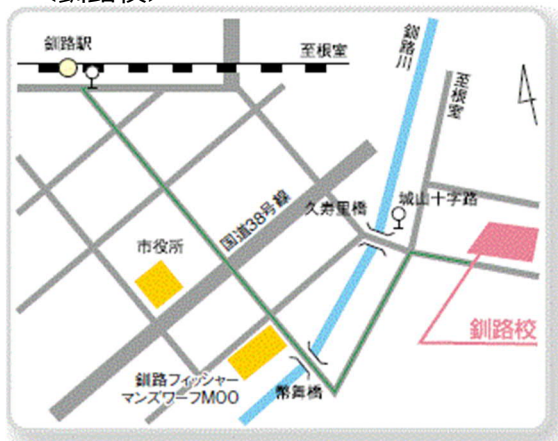 釧路駅
至根室
釧路川
至根室
久寿里橋
城山十字路
国道38号線
市役所
釧路校
釧路フィッシャー
マンズワーフMOO
幣舞橋